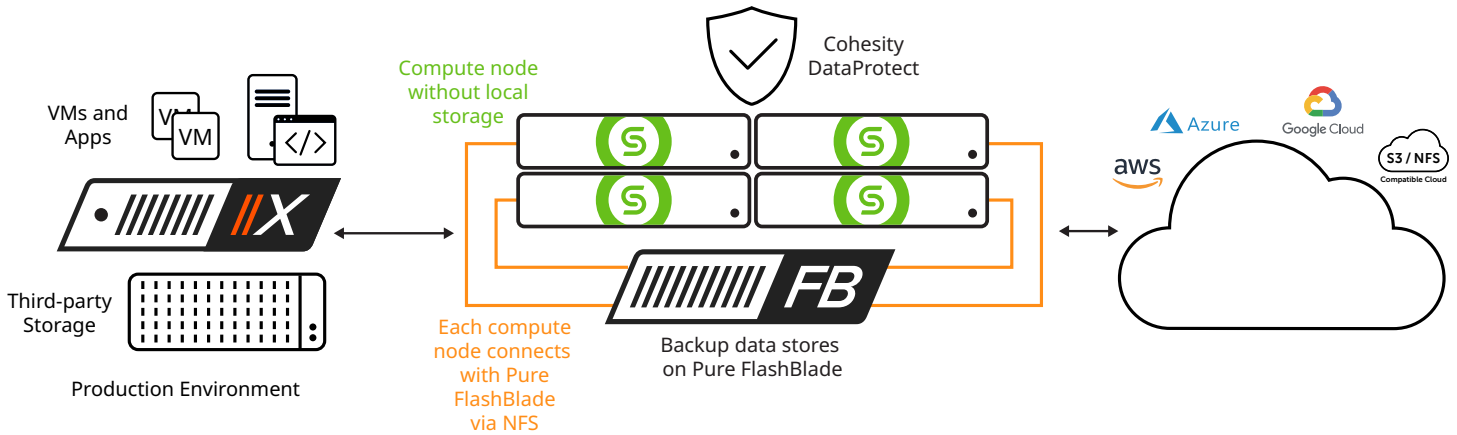 VMs and
Apps
VM
VM
</>
//X
Third-party
Storage
Production Environment
Compute node
without local
storage
Cohesity
DataProtect
S
S
S
S
FB
Each compute
node connects
with Pure
FlashBlade
via NFS
Backup data stores
on Pure FlashBlade
Azure
Google Cloud
aws
S3 / NFS
Compatible Cloud